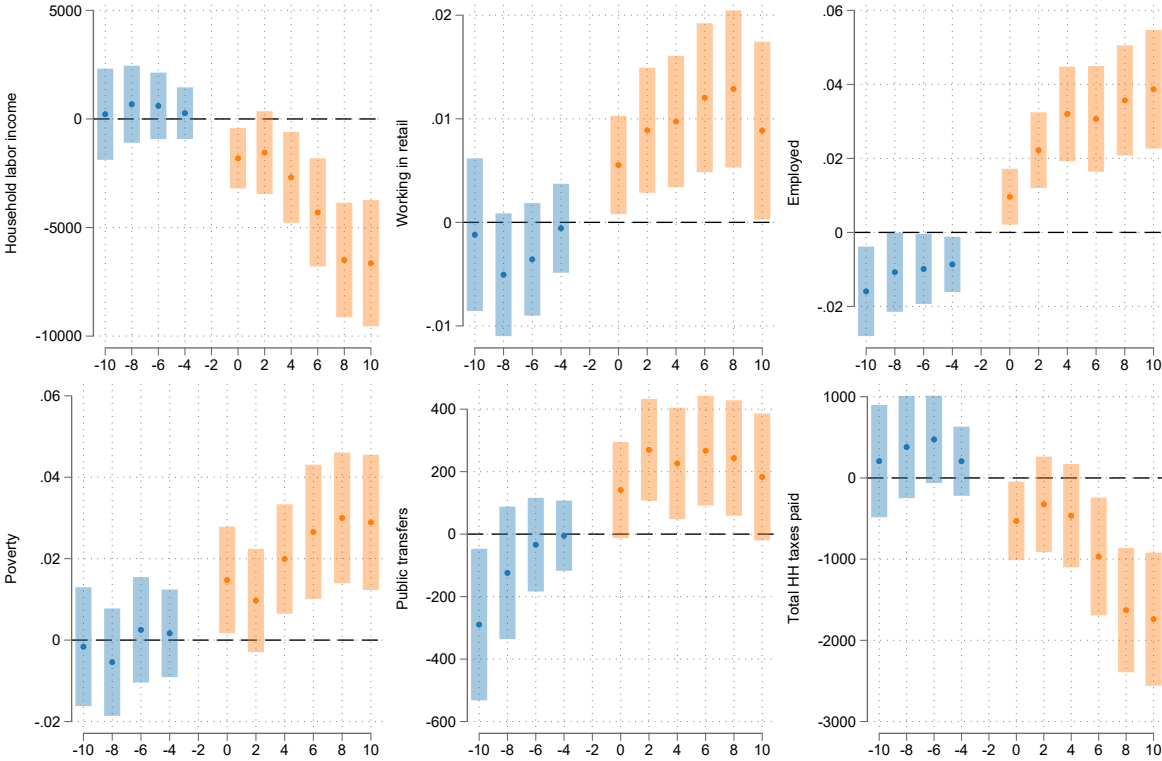 Household labor income
5000
0
-5000
-10000
-10 -8 -6 -4 -2 0 2 4 6 8 10
Working in retail
.02
.01
0
-.01
-10 -8 -6 -4 -2 0 2 4 6 8 10
Employed
.06
.04
.02
0
-.02
-10 -8 -6 -4 -2 0 2 4 6 8 10
Poverty
.06
.04
.02
0
-.02
-10 -8 -6 -4 -2 0 2 4 6 8 10
Public transfers
400
200
0
-200
-400
-600
-10 -8 -6 -4 -2 0 2 4 6 8 10
Total HH taxes paid
1000
0
-1000
-2000
-3000
-10 -8 -6 -4 -2 0 2 4 6 8 10